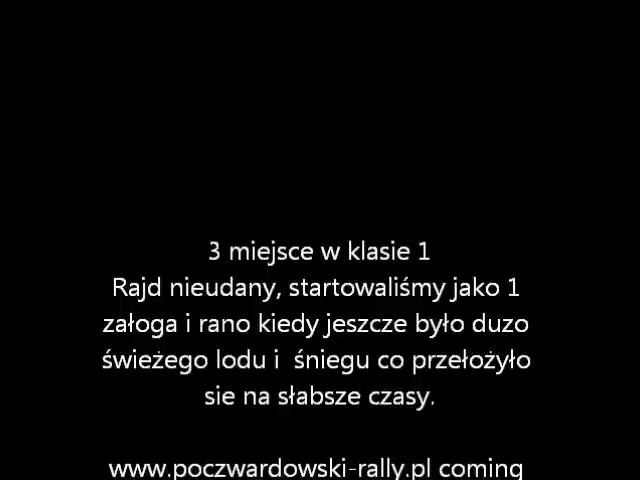 3 miejsce w klasie 1
Rajd nieudany, startowaliśmy jako 1
załoga i rano kiedy jeszcze było duzo
świeżego lodu i  śniegu co przełożyło
sie na słabsze czasy.
www.poczwardowski-rally.pl coming